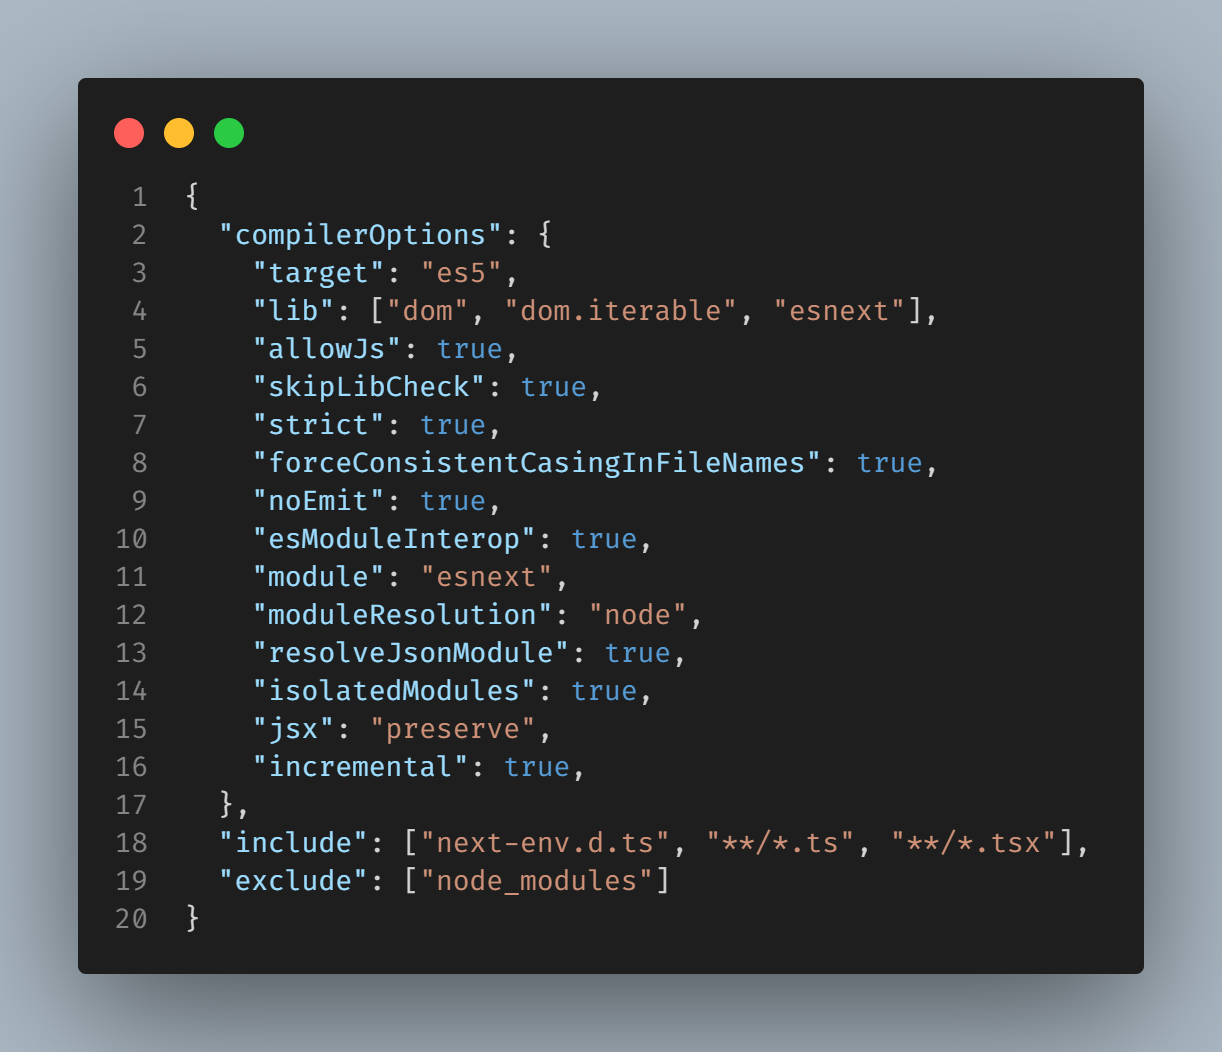 1 {
2 "compilerOptions": {
3 "target": "es5",
4 "lib": ["dom", "dom.iterable", "esnext"],
5 "allowJs": true,
6 "skipLibCheck": true,
7 "strict": true,
8 "forceConsistentCasingInFileNames": true,
9 "noEmit": true,
10 "esModuleInterop": true,
11 "module": "esnext",
12 "moduleResolution": "node",
13 "resolveJsonModule": true,
14 "isolatedModules": true,
15 "jsx": "preserve",
16 "incremental": true,
17 },
18 "include": ["next-env.d.ts", "**/*.ts", "**/*.tsx"],
19 "exclude": ["node_modules"]
20 }